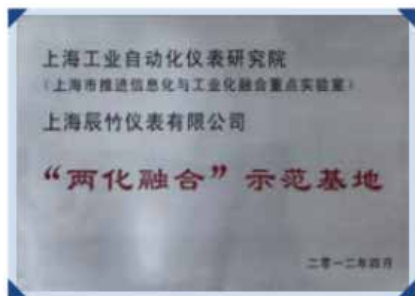 上海工业自动化仪表研究院
（上海市推进信息化与工业化融合重点实验室）
上海辰竹仪表有限公司
“两化融合”示范基地
二零一二年四月